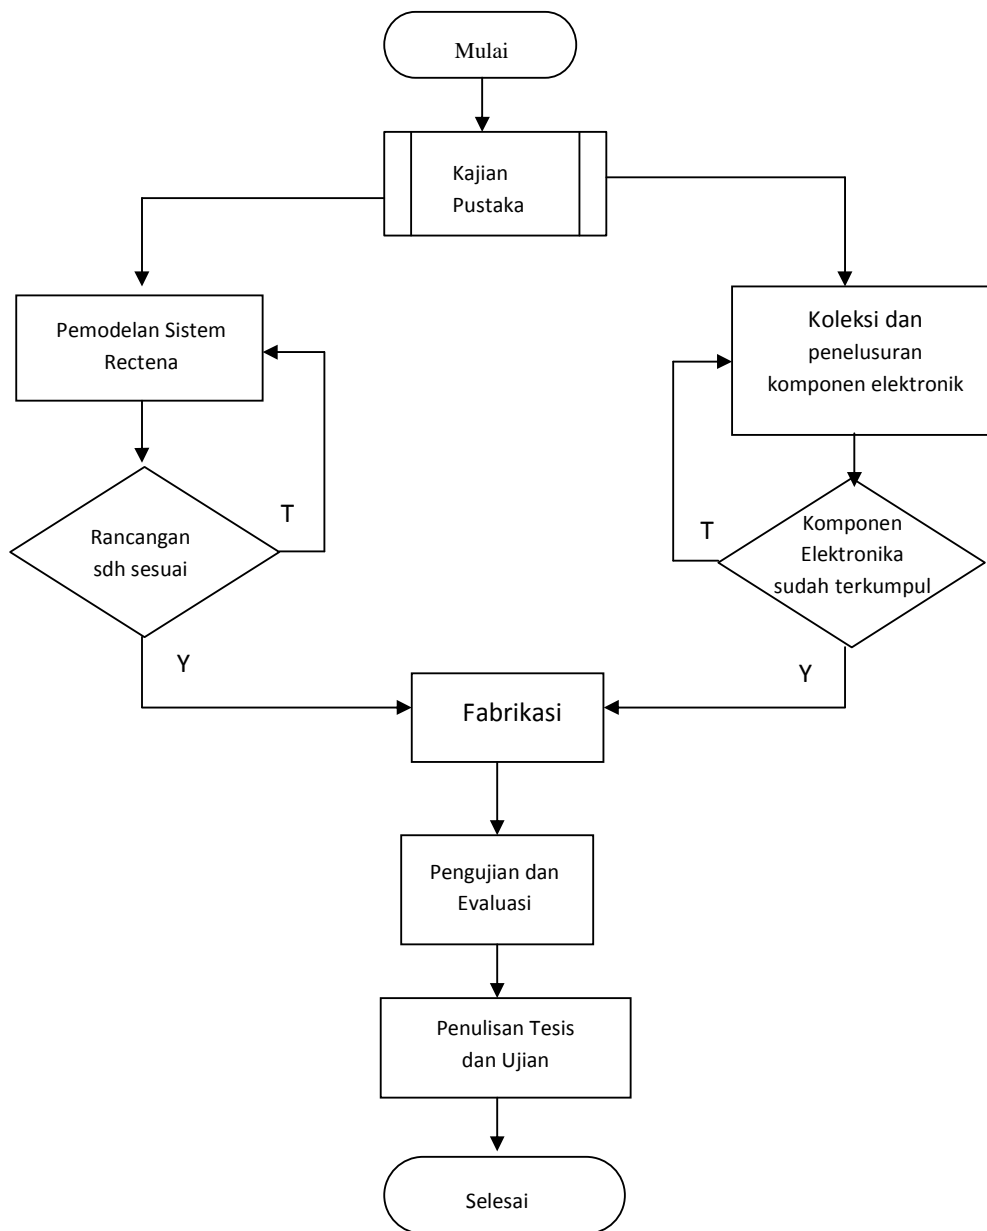 Mulai
Kajian
Pustaka
Pemodelan Sistem
Rectena
Koleksi dan
penelusuran
komponen elektronik
Rancangan
sdh sesuai
T
Komponen
Elektronika
sudah terkumpul
T
Y
Y
Fabrikasi
Pengujian dan
Evaluasi
Penulisan Tesis
dan Ujian
Selesai